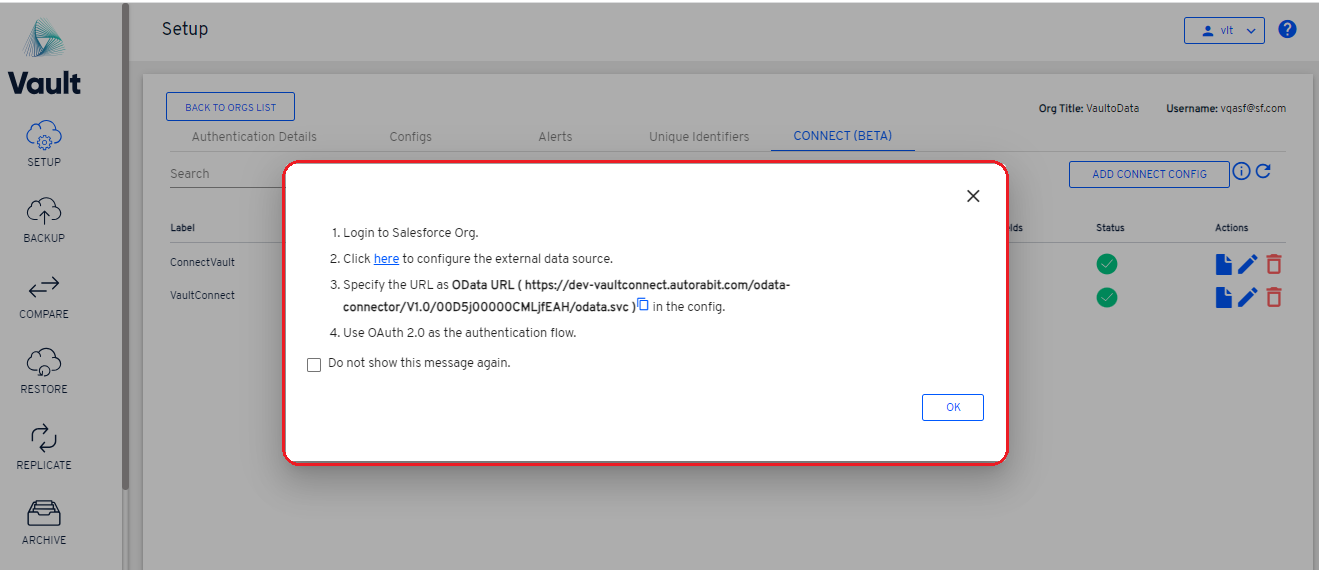 Setup
vlt
?
Vault
SETUP
BACKUP
COMPARE
RESTORE
REPLICATE
ARCHIVE
BACK TO ORGS LIST
Org Title: VaultoData
Username: vqasf@sf.com
Authentication Details
Configs
Alerts
Unique Identifiers
CONNECT (BETA)
Search
ADD CONNECT CONFIG
Label
Status
Actions
ConnectVault
VaultConnect
1. Login to Salesforce Org.
2. Click here to configure the external data source.
3. Specify the URL as OData URL ( https://dev-vaultconnect.autorabit.com/odata-
connector/V1.0/00D5j00000CMLjfEAH/odata.svc ) in the config.
4. Use OAuth 2.0 as the authentication flow.
Do not show this message again.
OK